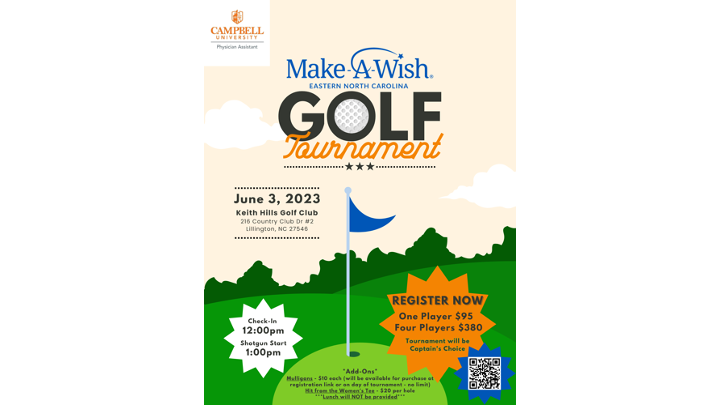 CAMPBELL
UNIVERSITY
Physician Assistant
Make-A-Wish®
EASTERN NORTH CAROLINA
GOLF
Tournament
June 3, 2023
Keith Hills Golf Club
216 Country Club Dr #2
Lillington, NC 27546
REGISTER NOW
One Player $95
Four Players $380
Tournament will be
Captain's Choice
Check-In
12:00pm
Shotgun Start
1:00pm
"Add-Ons"
Mulligans - $10 each (will be available for purchase at
registration link or on day of tournament - no limit)
Hit from the Women's Tee - $20 per hole
***Lunch will NOT be provided***